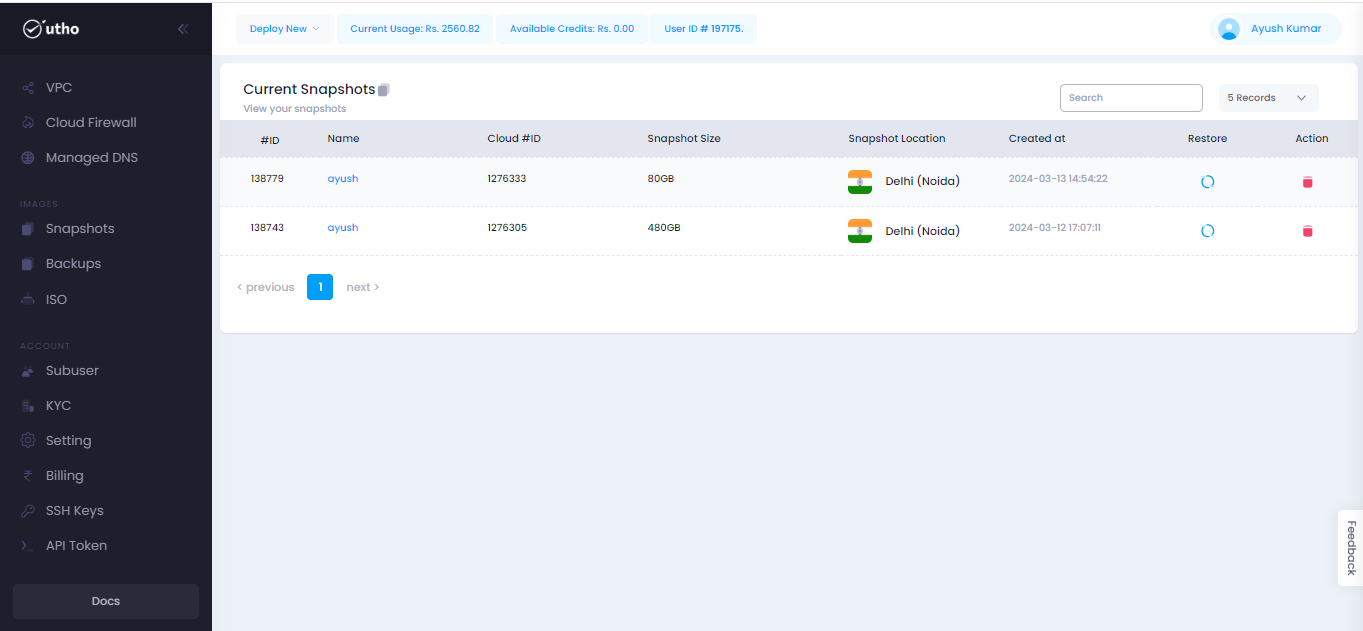 utho
Deploy New
Current Usage: Rs. 2560.82
Available Credits: Rs. 0.00
User ID # 197175.
Ayush Kumar
VPC
Cloud Firewall
Managed DNS
IMAGES
Snapshots
Backups
ISO
ACCOUNT
Subuser
KYC
Setting
Billing
SSH Keys
API Token
Docs
Current Snapshots
View your snapshots
Search
5 Records
#ID Name Cloud #ID Snapshot Size Snapshot Location Created at Restore Action
138779 ayush 1276333 80GB Delhi (Noida) 2024-03-13 14:54:22
138743 ayush 1276305 480GB Delhi (Noida) 2024-03-12 17:07:11
< previous 1 next >
Feedback